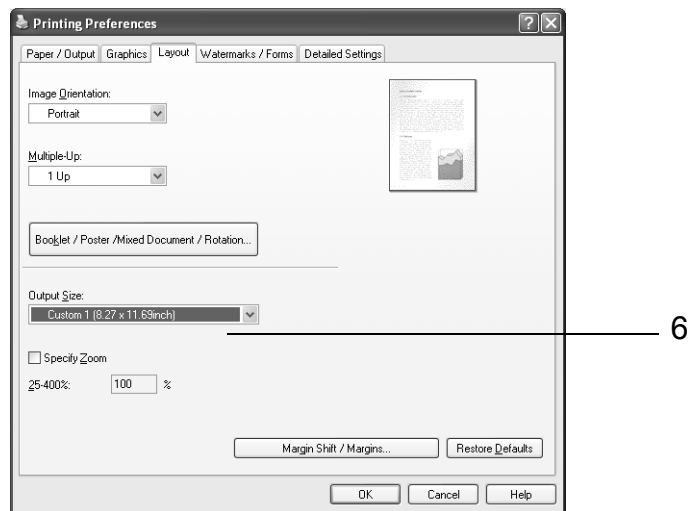 Printing Preferences
Paper / Output Graphics Layout Watermarks / Forms Detailed Settings
Image Orientation:
Portrait
Multiple-Up:
1 Up
Booklet / Poster /Mixed Document / Rotation...
Output Size:
Custom 1 (8.27 x 11.69inch)
6
Specify Zoom
25-400%: 100 %
Margin Shift / Margins... Restore Defaults
OK Cancel Help